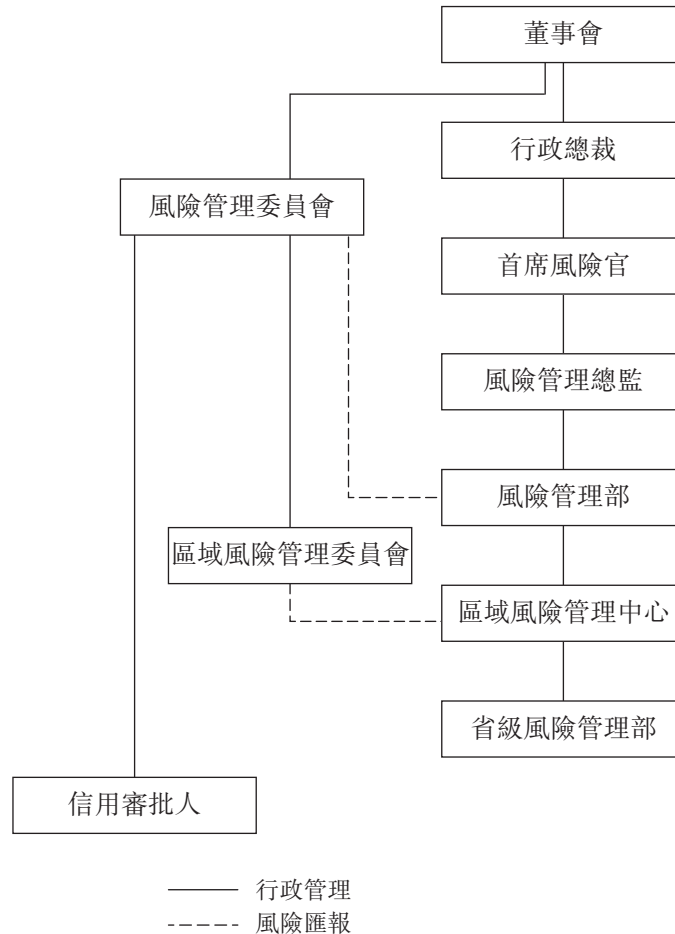 董事會
行政總裁
風險管理委員會
首席風險官
風險管理總監
風險管理部
區域風險管理委員會
區域風險管理中心
省級風險管理部
信用審批人
行政管理
風險匯報